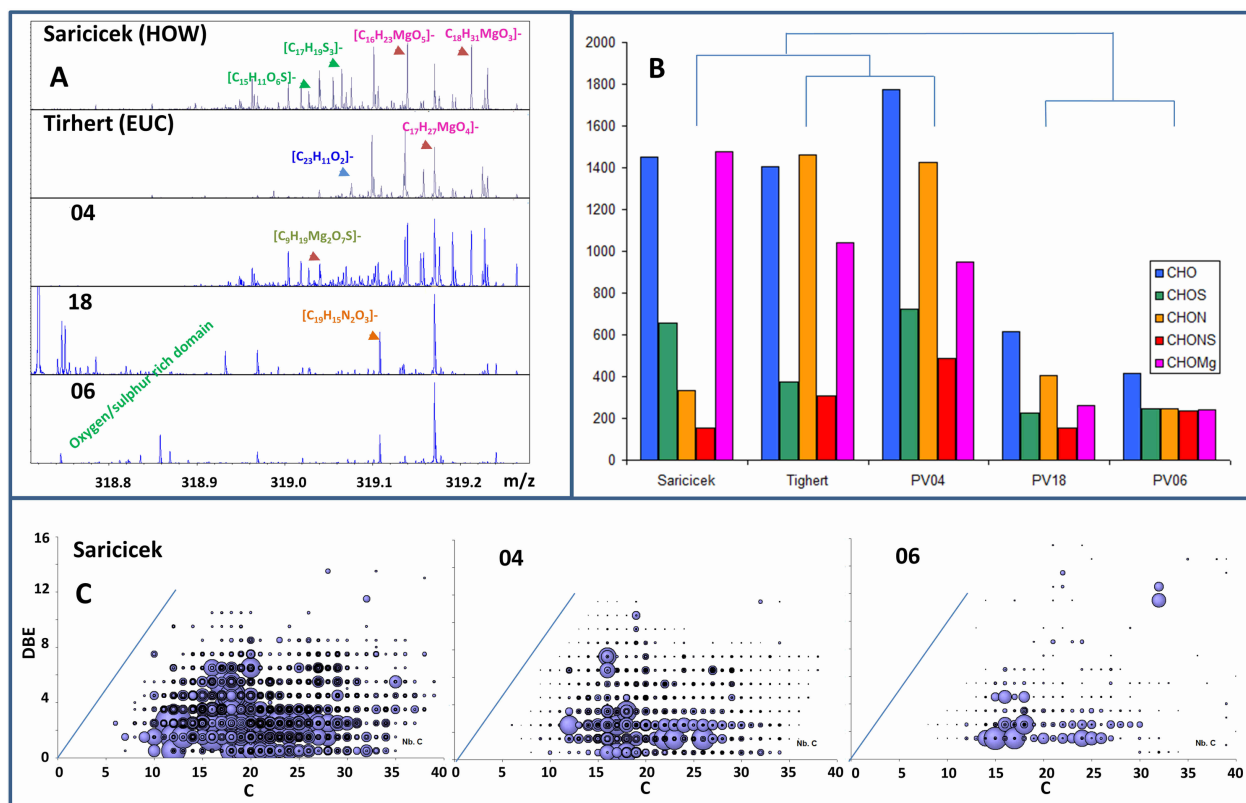 Saricicek (HOW)
A
[C16H23MgO5]-
C18H31MgO3]-
[C17H19S3]-
[C15H11O6S]-
Tirhert (EUC)
C17H27MgO4]-
[C23H11O2]-
04
[C9H19Mg2O7S]-
18
[C19H15N2O3]-
Oxygen/sulphur rich domain
06
318.8 318.9 319.0 319.1 319.2 m/z
B
2000
1800
1600
1400
1200
1000
800
600
400
200
0
CHO
CHOS
CHON
CHONS
CHOMg
Saricicek Tighert PV04 PV18 PV06
Saricicek
C
DBE
16
12
8
4
0
Nb. C
0 5 10 15 20 25 30 35 40
C
04
Nb. C
0 5 10 15 20 25 30 35 40
C
06
Nb. C
0 5 10 15 20 25 30 35 40
C